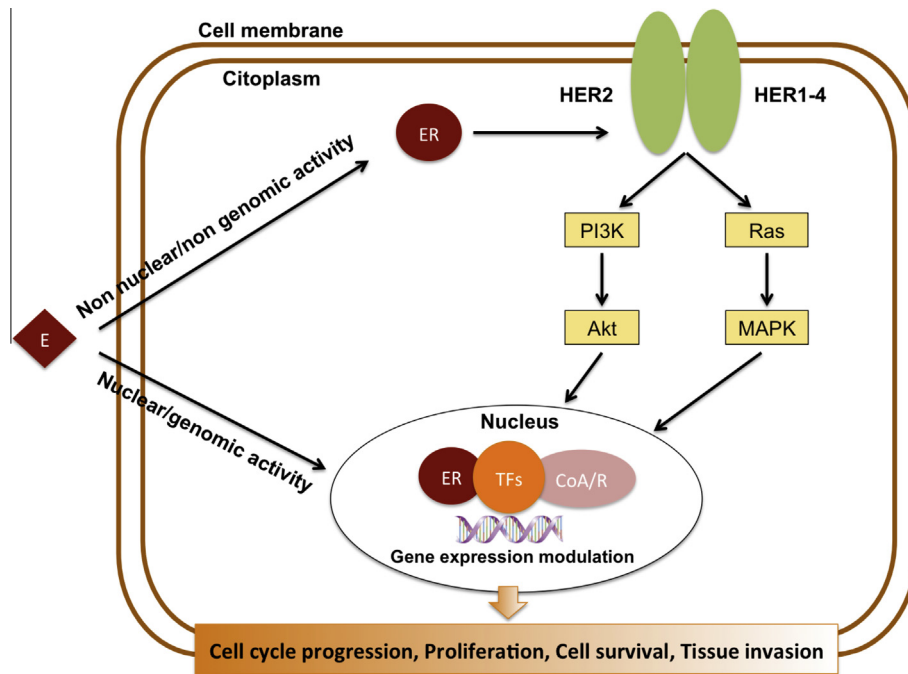 Cell membrane
Citoplasm
HER2
HER1-4
ER
Non nuclear/non genomic activity
PI3K
Ras
E
Akt
MAPK
Nuclear/genomic activity
Nucleus
ER
TFs
CoA/R
Gene expression modulation
Cell cycle progression, Proliferation, Cell survival, Tissue invasion